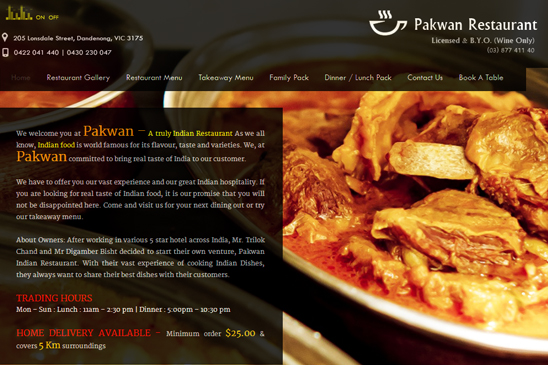 ON OFF
205 Lonsdale Street, Dandenong, VIC 3175
0422 041 440 | 0430 230 047
Pakwan Restaurant
Licensed & B.Y.O. (Wine Only)
(03) 877 411 40
Home Restaurant Gallery Restaurant Menu Takeaway Menu Family Pack Dinner / Lunch Pack Contact Us Book A Table
We welcome you at Pakwan – A truly Indian Restaurant As we all
know, Indian food is world famous for its flavour, taste and varieties. We, at
Pakwan committed to bring real taste of India to our customer.
We have to offer you our vast experience and our great Indian hospitality. If
you are looking for real taste of Indian food, it is our promise that you will
not be disappointed here. Come and visit us for your next dining out or try
our takeaway menu.
About Owners: After working in various 5 star hotel across India, Mr. Trilok
Chand and Mr Digamber Bisht decided to start their own venture, Pakwan
Indian Restaurant. With their vast experience of cooking Indian Dishes,
they always want to share their best dishes with their customers.
TRADING HOURS
Mon – Sun : Lunch : 11am – 2:30 pm | Dinner : 5:00pm – 10:30 pm
HOME DELIVERY AVAILABLE – Minimum order $25.00 &
covers 5 Km surroundings